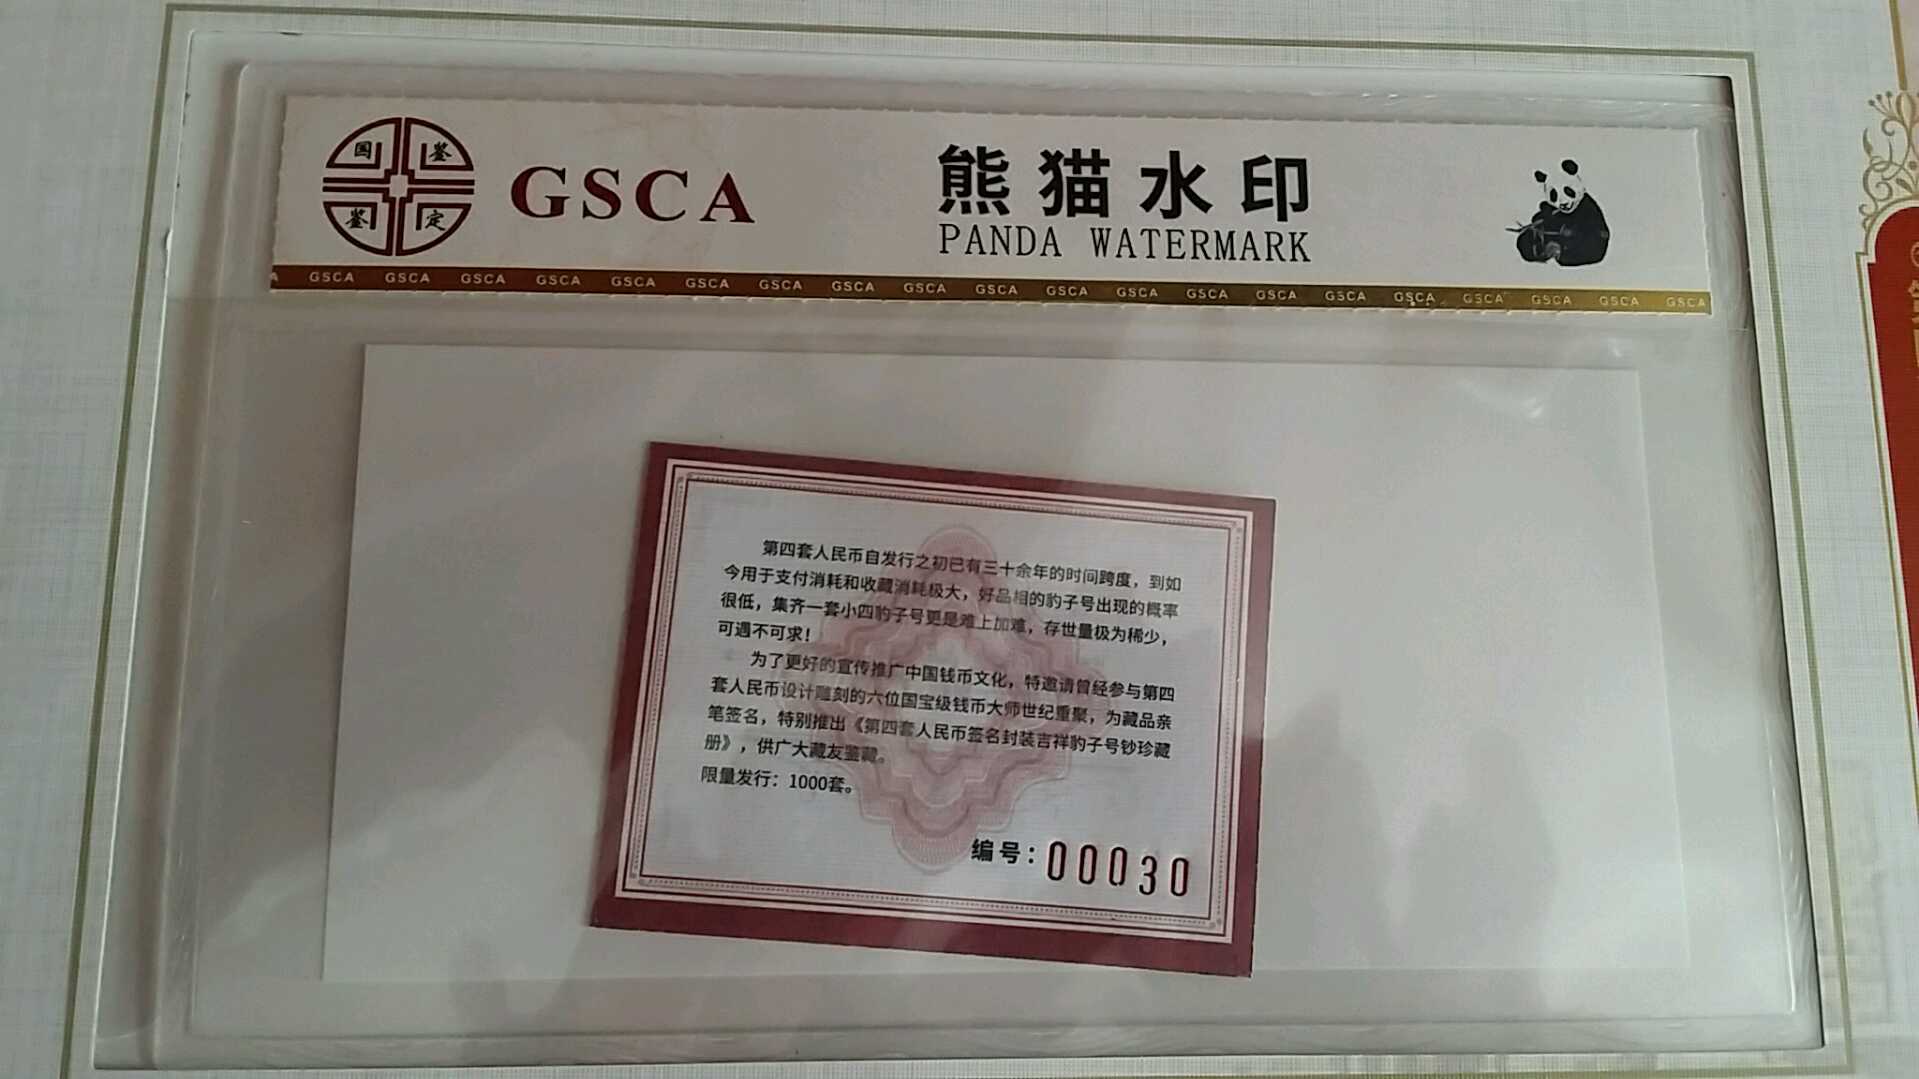 国 鉴
鉴 定
GSCA
熊猫水印
PANDA WATERMARK
GSCA GSCA GSCA GSCA GSCA GSCA GSCA GSCA GSCA GSCA GSCA GSCA GSCA GSCA GSCA GSCA GSCA GSCA GSCA
第四套人民币自发行之初已有三十余年的时间跨度，到如
今用于支付消耗和收藏消耗极大，好品相的豹子号出现的概率
很低，集齐一套小四豹子号更是难上加难，存世量极为稀少，
可遇不可求！
为了更好的宣传推广中国钱币文化，特邀请曾经参与第四
套人民币设计雕刻的六位国宝级钱币大师世纪重聚，为藏品亲
笔签名，特别推出《第四套人民币签名封装吉祥豹子号钞珍藏
册》，供广大藏友鉴藏。
限量发行：1000套。
编号：00030